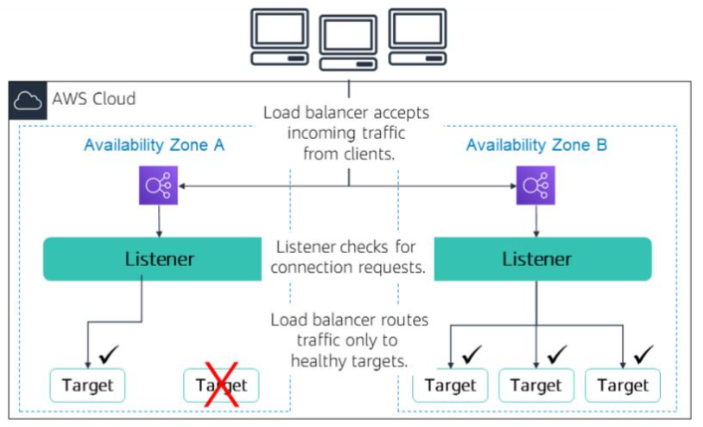 AWS Cloud
Load balancer accepts
incoming traffic
from clients.
Availability Zone A
Availability Zone B
Listener
Listener checks for
connection requests.
Listener
Load balancer routes
traffic only to
healthy targets.
Target
Target
Target
Target
Target